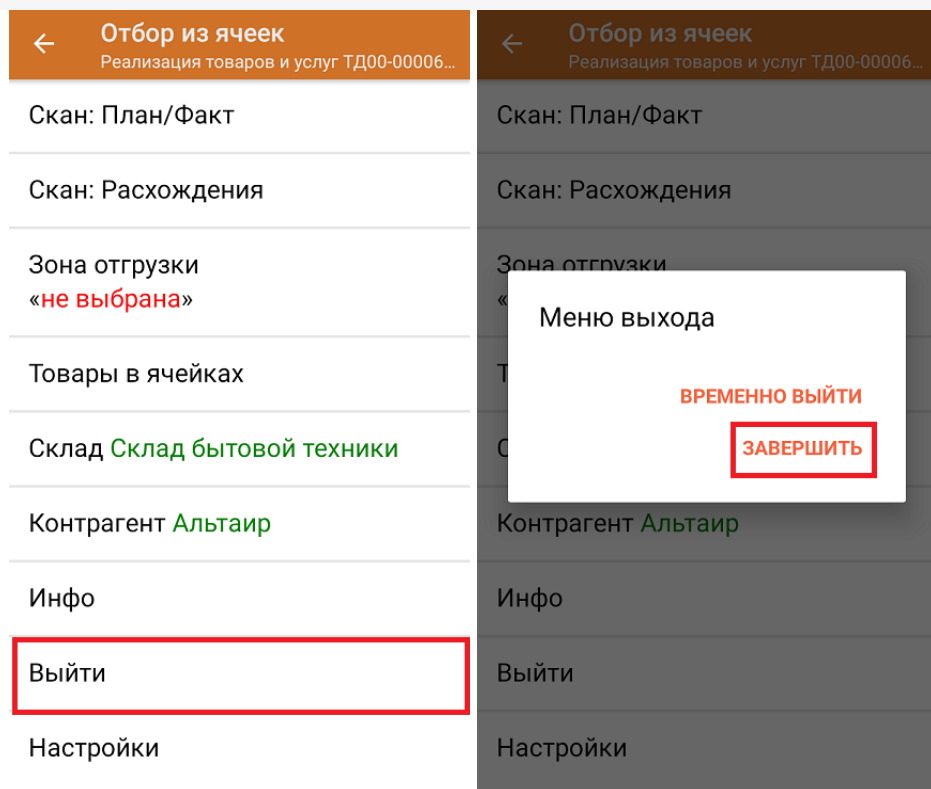 Отбор из ячеек
Реализация товаров и услуг ТД00-00006...
Скан: План/Факт
Скан: Расхождения
Зона отгрузки
«не выбрана»
Товары в ячейках
Склад Склад бытовой техники
Контрагент Альтаир
Инфо
Выйти
Настройки
Отбор из ячеек
Реализация товаров и услуг ТД00-00006...
Скан: План/Факт
Скан: Расхождения
Зона отгрузки
«
Меню выхода
Т
ВРЕМЕННО ВЫЙТИ
С
ЗАВЕРШИТЬ
Контрагент Альтаир
Инфо
Выйти
Настройки